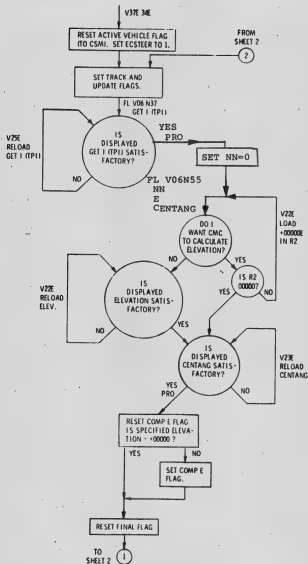 V37E 34E
RESET ACTIVE VEHICLE FLAG
(TO CSM). SET ECSTEER TO 1.
FROM
SHEET 2
2
SET TRACK AND
UPDATE FLAGS.
FL V06 N37
GET I (TPI)
V25E
RELOAD
GET I (TPI)
IS
DISPLAYED
GET I (TPI) SATIS-
FACTORY?
YES
PRO
NO
SET NN=0
FL V06N55
NN
E
CENTANG
DO I
WANT CMC
TO CALCULATE
ELEVATION?
V22E
LOAD
+00000E
IN R2
NO
YES
IS R2
00000?
NO
YES
V22E
RELOAD
ELEV.
IS
DISPLAYED
ELEVATION SATIS-
FACTORY?
NO
YES
IS
DISPLAYED
CENTANG SATIS-
FACTORY?
V23E
RELOAD
CENTANG
NO
YES
PRO
RESET COMP E FLAG
IS SPECIFIED ELEVA-
TION = +00000 ?
YES
NO
SET COMP E
FLAG.
RESET FINAL FLAG
TO
SHEET 2
1